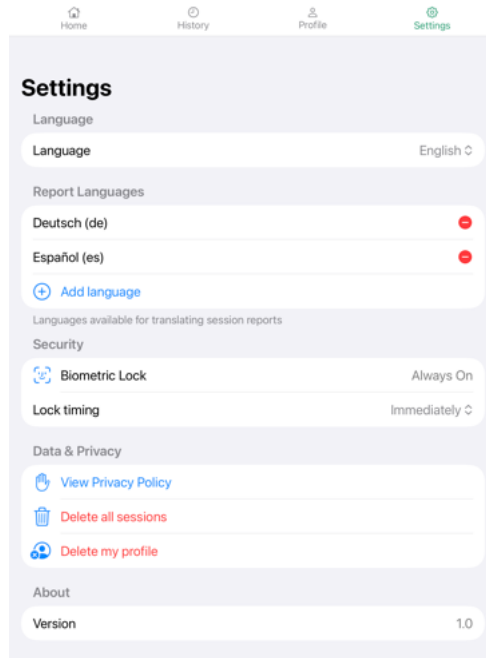 Home History Profile Settings
Settings
Language
Language English
Report Languages
Deutsch (de)
Español (es)
Add language
Languages available for translating session reports
Security
Biometric Lock Always On
Lock timing Immediately
Data & Privacy
View Privacy Policy
Delete all sessions
Delete my profile
About
Version 1.0